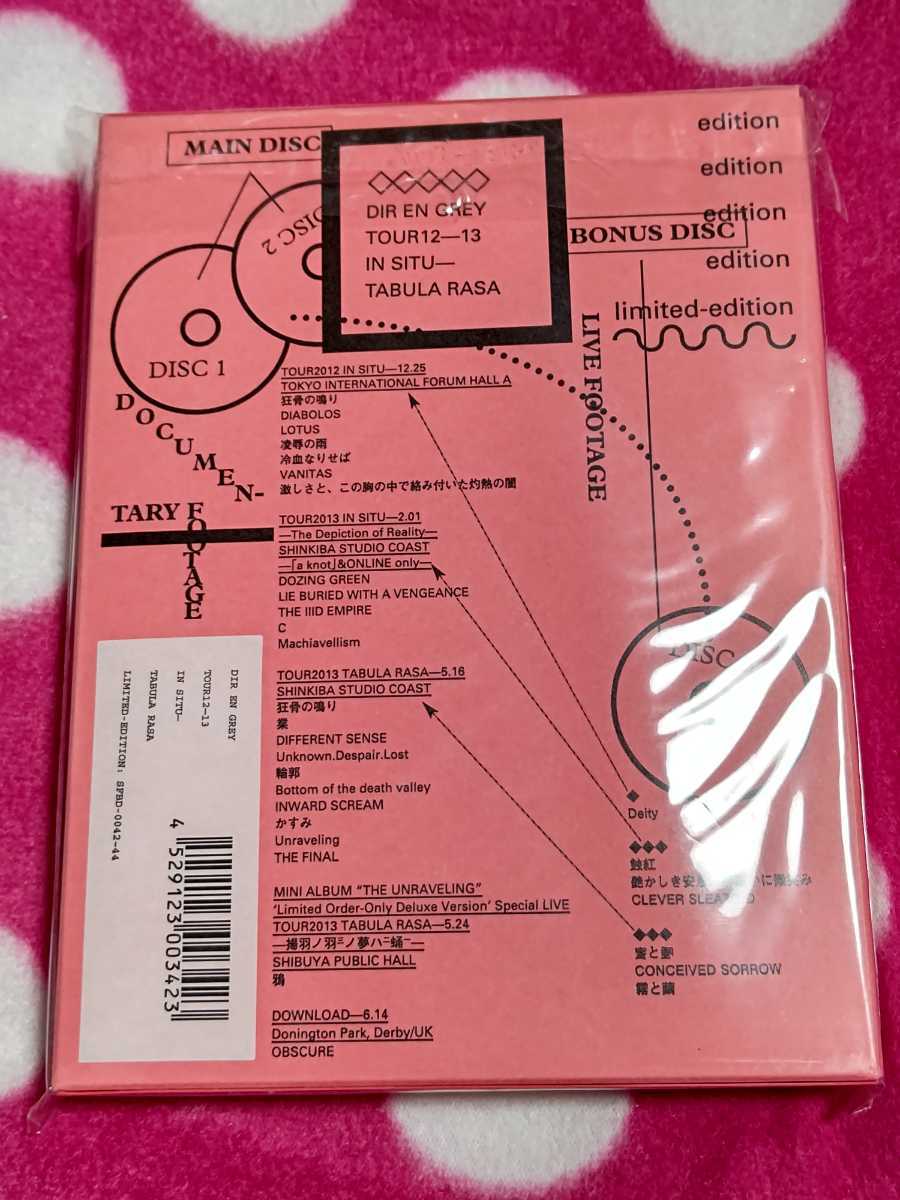 MAIN DISC
DIR EN GREY
TOUR12—13
IN SITU—
TABULA RASA
edition
edition
edition
edition
limited-edition
BONUS DISC
DISC 2
DISC 1
DOCUMEN-
TARY FOOTAGE
LIVE FOOTAGE
TOUR2012 IN SITU—12.25
TOKYO INTERNATIONAL FORUM HALL A
狂骨の鳴り
DIABOLOS
LOTUS
凌辱の雨
冷血なりせば
VANITAS
激しさと、この胸の中で絡み付いた灼熱の闇
TOUR2013 IN SITU—2.01
—The Depiction of Reality—
SHINKIBA STUDIO COAST
—「a knot」&ONLINE only—
DOZING GREEN
LIE BURIED WITH A VENGEANCE
THE IIID EMPIRE
C
Machiavellism
TOUR2013 TABULA RASA—5.16
SHINKIBA STUDIO COAST
狂骨の鳴り
業
DIFFERENT SENSE
Unknown.Despair.Lost
輪郭
Bottom of the death valley
INWARD SCREAM
かすみ
Unraveling
THE FINAL
MINI ALBUM “THE UNRAVELING”
‘Limited Order-Only Deluxe Version’ Special LIVE
TOUR2013 TABULA RASA—5.24
SHIBUYA PUBLIC HALL
鴉
DOWNLOAD—6.14
Donington Park, Derby/UK
OBSCURE
DISC
Deity
蝕紅
CLEVER
蜜と唾
CONCEIVED SORROW
霧と繭
DIR EN GREY
TOUR12—13
IN SITU—
TABULA RASA
LIMITED-EDITION: SFBD-0042-44
4 529123 003423